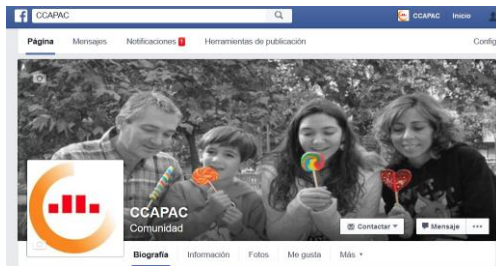 CCAPAC
CCAPAC Inicio
Página Mensajes Notificaciones 1 Herramientas de publicación Config
CCAPAC
Comunidad
Contactar Mensaje
Biografía Información Fotos Me gusta Más